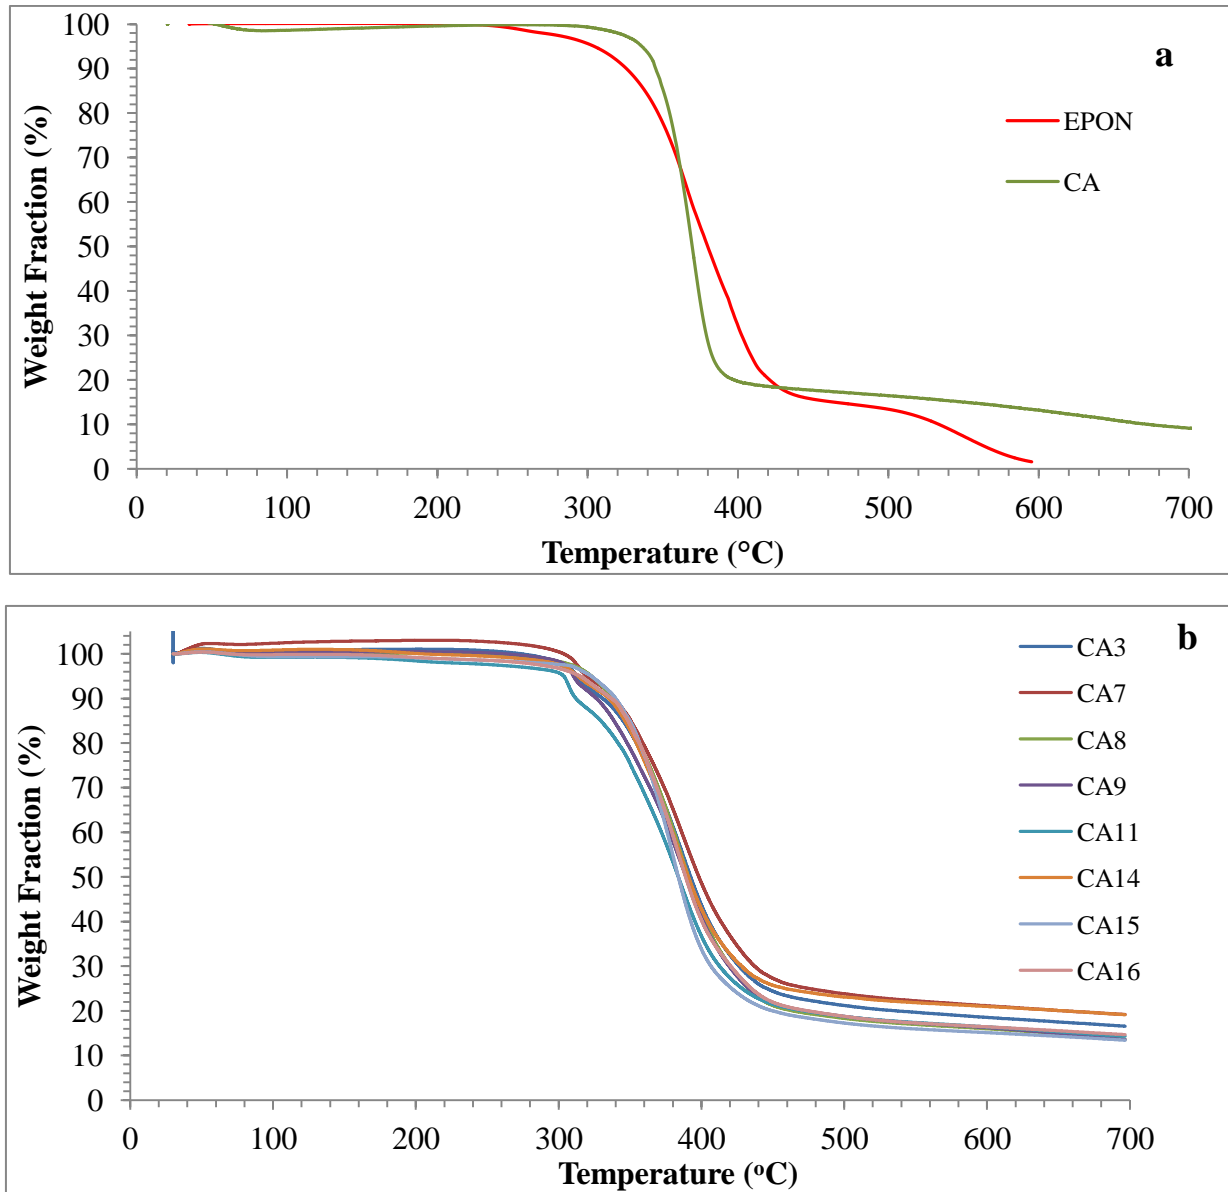 a
100
90
80
70
60
50
40
30
20
10
0
Weight Fraction (%)
EPON
CA
0 100 200 300 400 500 600 700
Temperature (°C)
b
100
90
80
70
60
50
40
30
20
10
0
Weight Fraction (%)
CA3
CA7
CA8
CA9
CA11
CA14
CA15
CA16
0 100 200 300 400 500 600 700
Temperature (ºC)